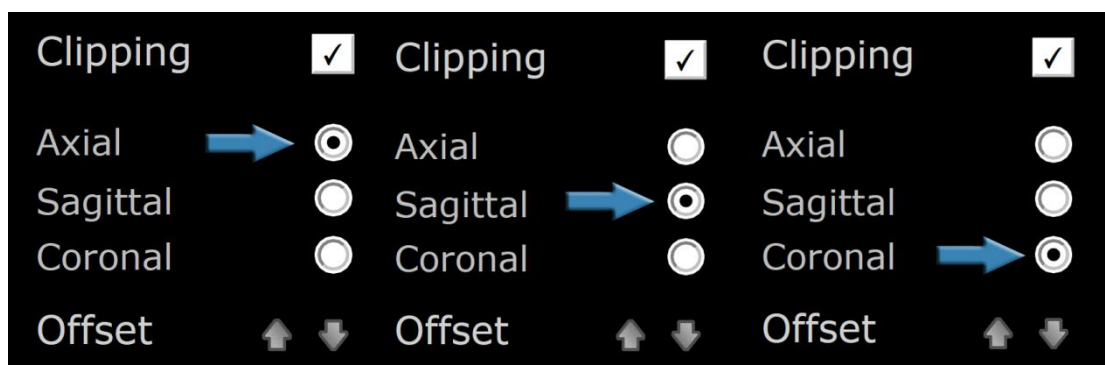 Clipping
Axial
Sagittal
Coronal
Offset
Clipping
Axial
Sagittal
Coronal
Offset
Clipping
Axial
Sagittal
Coronal
Offset